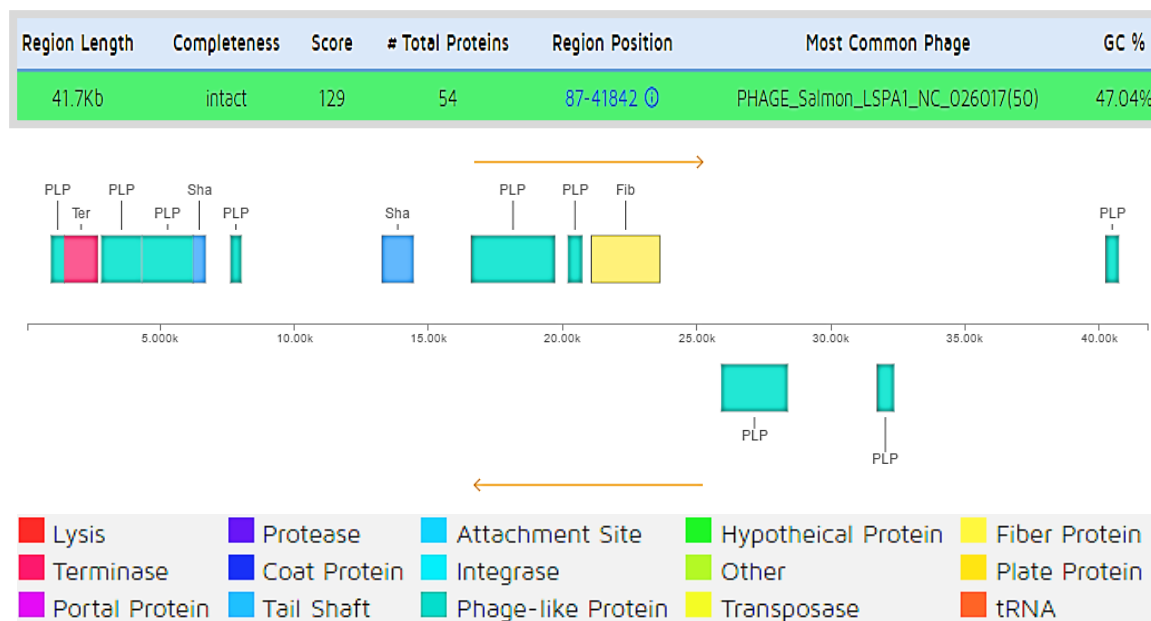 Region Length Completeness Score # Total Proteins Region Position Most Common Phage GC %
41.7Kb intact 129 54 87-41842 PHAGE_Salmon_LSPA1_NC_026017(50) 47.04%
PLP PLP Sha PLP PLP Fib
Ter PLP PLP Sha PLP
5.000k 10.00k 15.00k 20.00k 25.00k 30.00k 35.00k 40.00k
PLP
PLP
Lysis Protease Attachment Site Hypotheical Protein Fiber Protein
Terminase Coat Protein Integrase Other Plate Protein
Portal Protein Tail Shaft Phage-like Protein Transposase tRNA